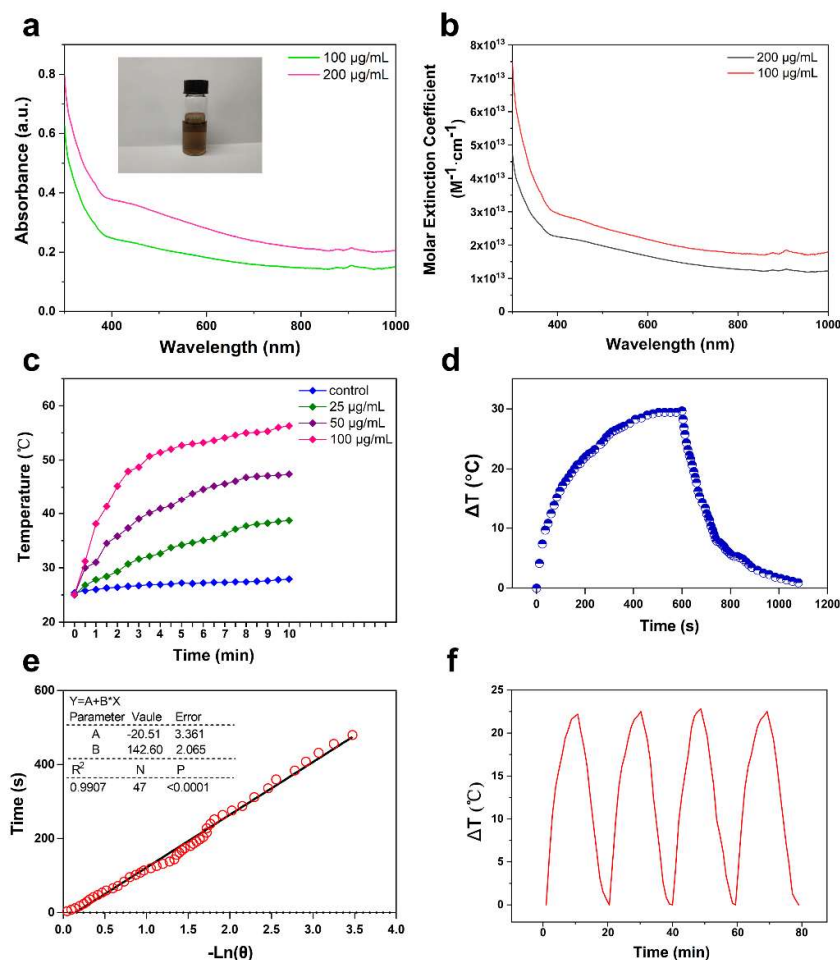 a
100 μg/mL
200 μg/mL
0.8
0.6
0.4
0.2
0.0
Absorbance (a.u.)
400
600
800
1000
Wavelength (nm)
b
200 μg/mL
100 μg/mL
8x10¹³
7x10¹³
6x10¹³
5x10¹³
4x10¹³
3x10¹³
2x10¹³
1x10¹³
0
Molar Extinction Coefficient
(M⁻¹·cm⁻¹)
400
600
800
1000
Wavelength (nm)
c
control
25 μg/mL
50 μg/mL
100 μg/mL
60
55
50
45
40
35
30
25
20
Temperature (℃)
0 1 2 3 4 5 6 7 8 9 10
Time (min)
d
30
20
10
0
ΔT (°C)
0 200 400 600 800 1000 1200
Time (s)
e
Y=A+B*X
Parameter Vaule Error
A -20.51 3.361
B 142.60 2.065
R² N P
0.9907 47 <0.0001
600
400
200
0
Time (s)
0.0 0.5 1.0 1.5 2.0 2.5 3.0 3.5 4.0
-Ln(θ)
f
25
20
15
10
5
0
ΔT (℃)
0 20 40 60 80
Time (min)